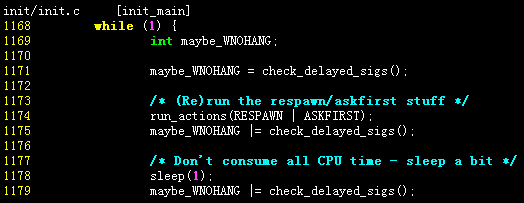 init/init.c    [init_main]
1168        while (1) {
1169                int maybe_WNOHANG;
1170
1171                maybe_WNOHANG = check_delayed_sigs();
1172
1173                /* (Re)run the respawn/askfirst stuff */
1174                run_actions(RESPAWN | ASKFIRST);
1175                maybe_WNOHANG |= check_delayed_sigs();
1176
1177                /* Don't consume all CPU time - sleep a bit */
1178                sleep(1);
1179                maybe_WNOHANG |= check_delayed_sigs();